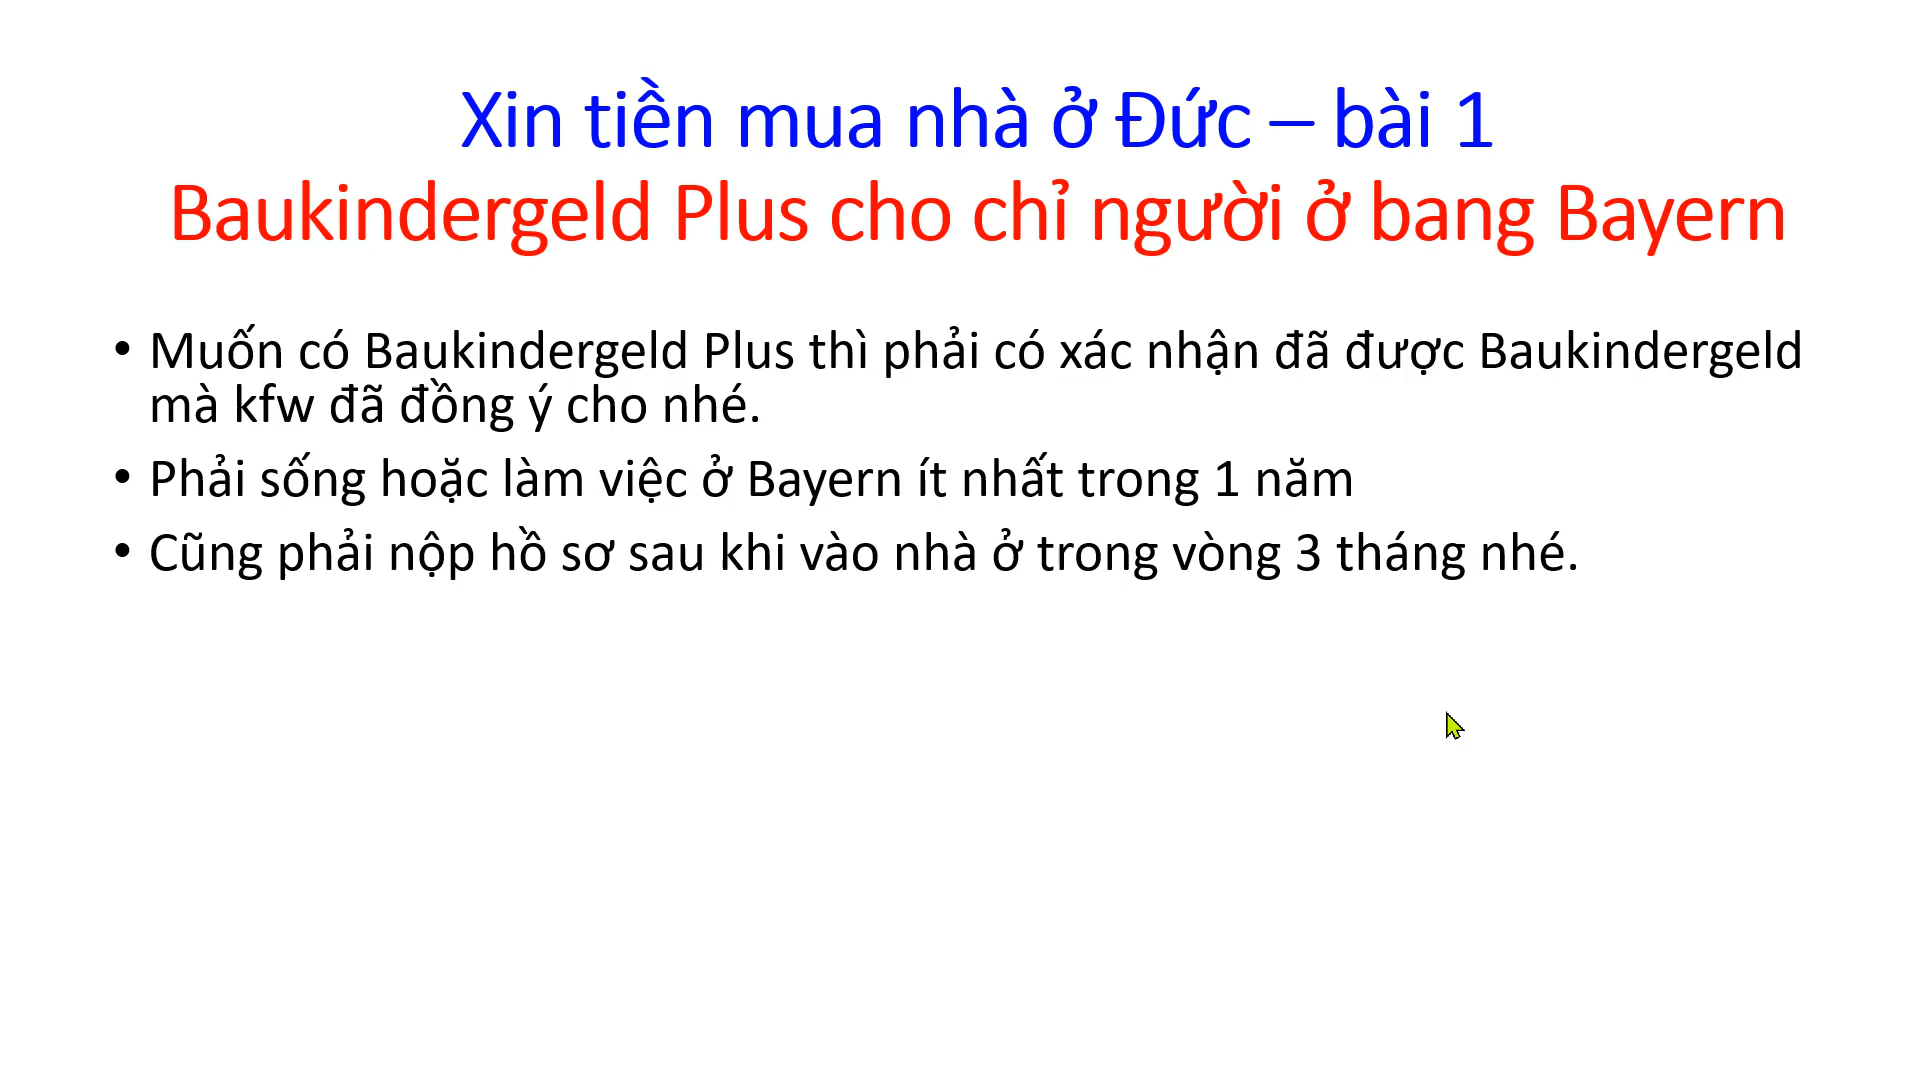 Xin tiền mua nhà ở Đức – bài 1
Baukindergeld Plus cho chỉ người ở bang Bayern
• Muốn có Baukindergeld Plus thì phải có xác nhận đã được Baukindergeld
mà kfw đã đồng ý cho nhé.
• Phải sống hoặc làm việc ở Bayern ít nhất trong 1 năm
• Cũng phải nộp hồ sơ sau khi vào nhà ở trong vòng 3 tháng nhé.